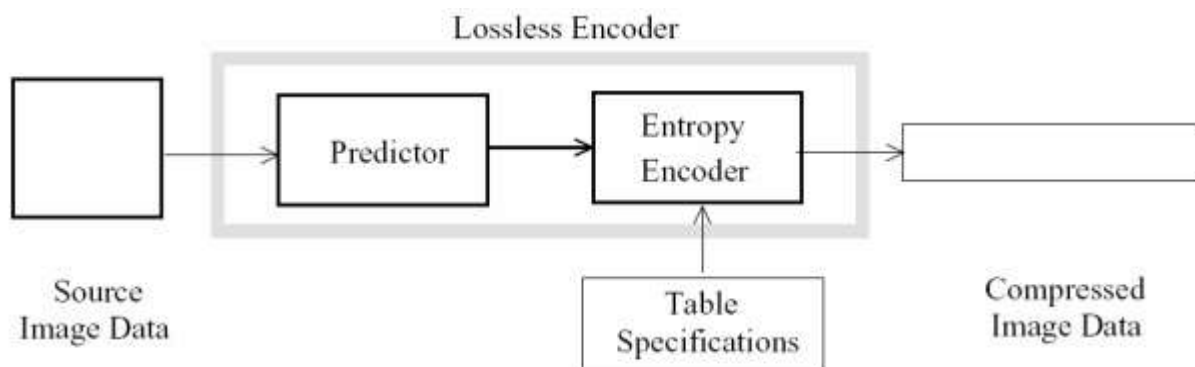 Lossless Encoder
Predictor
Entropy
Encoder
Source
Image Data
Table
Specifications
Compressed
Image Data